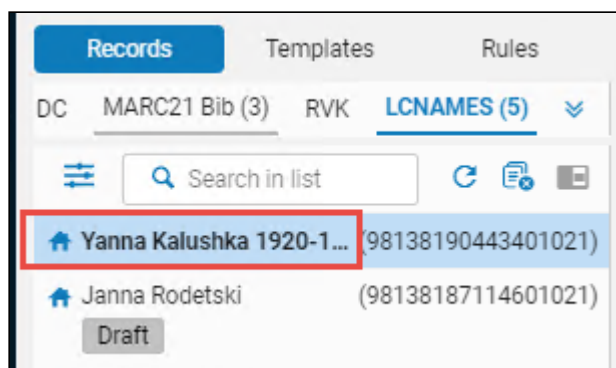 Records Templates Rules
DC MARC21 Bib (3) RVK LCNAMES (5)
Search in list
Yanna Kalushka 1920-1... (98138190443401021)
Janna Rodetski (98138187114601021)
Draft